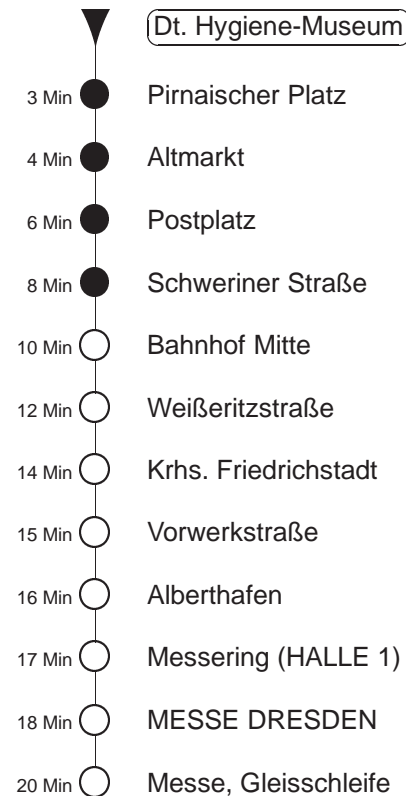 Dt. Hygiene-Museum
3 Min Pirnaischer Platz
4 Min Altmarkt
6 Min Postplatz
8 Min Schweriner Straße
10 Min Bahnhof Mitte
12 Min Weißeritzstraße
14 Min Krhs. Friedrichstadt
15 Min Vorwerkstraße
16 Min Alberthafen
17 Min Messering (HALLE 1)
18 Min MESSE DRESDEN
20 Min Messe, Gleisschleife